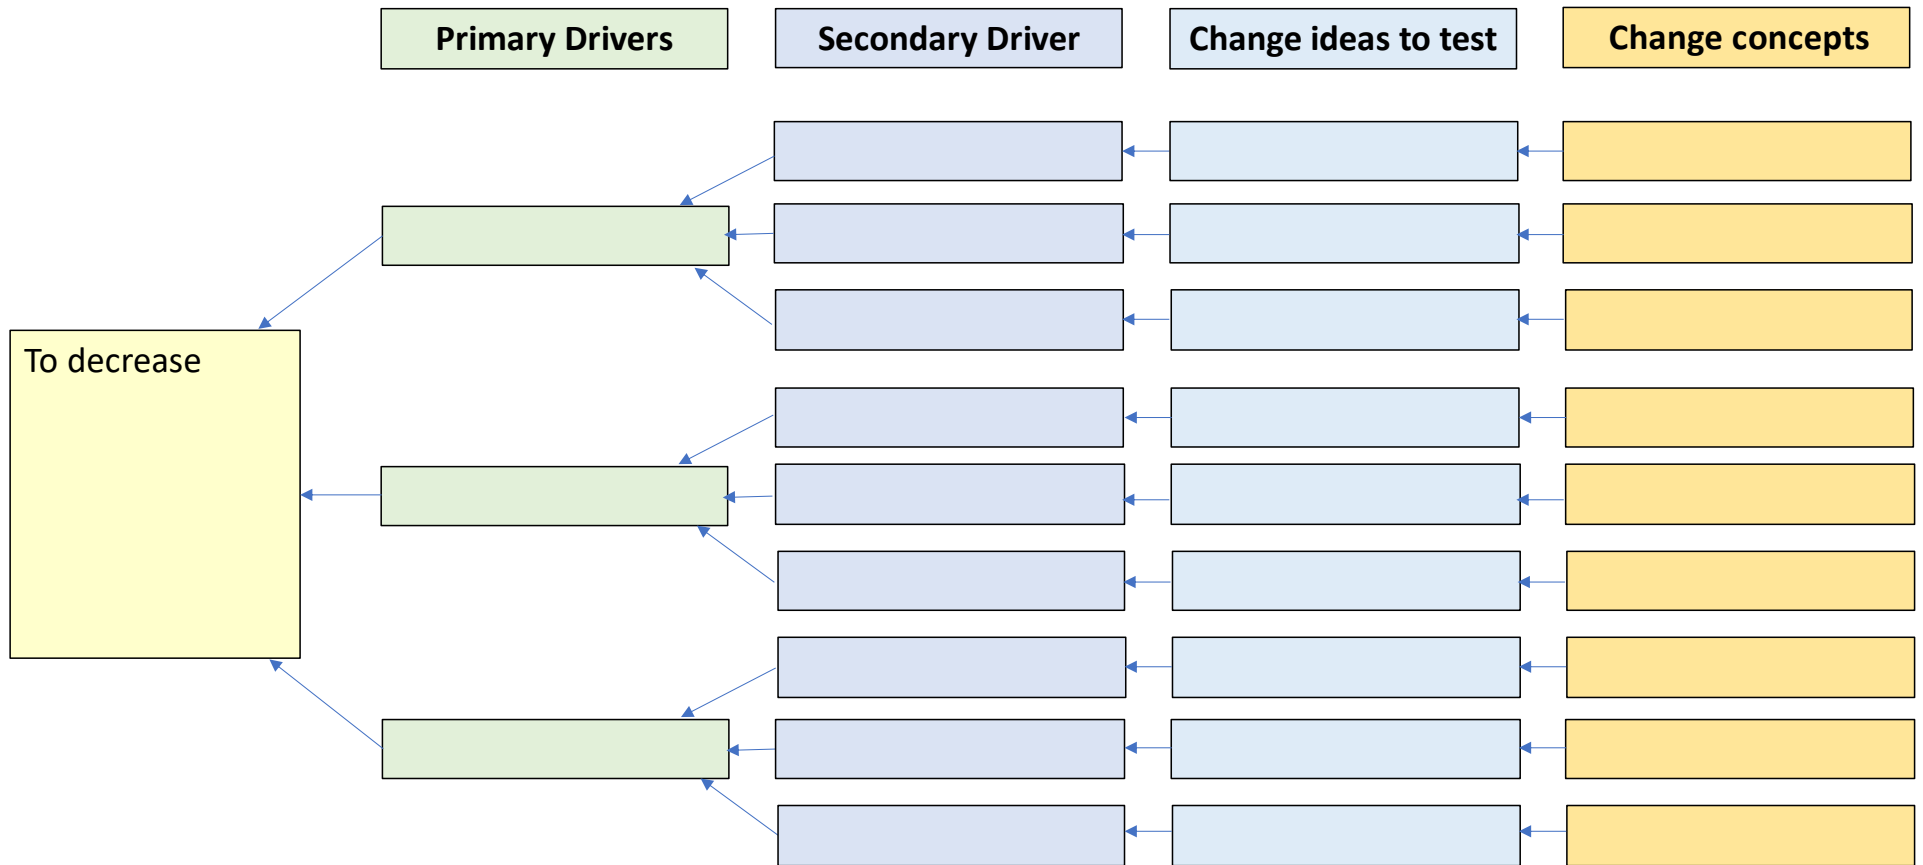 Primary Drivers
Secondary Driver
Change ideas to test
Change concepts
To decrease